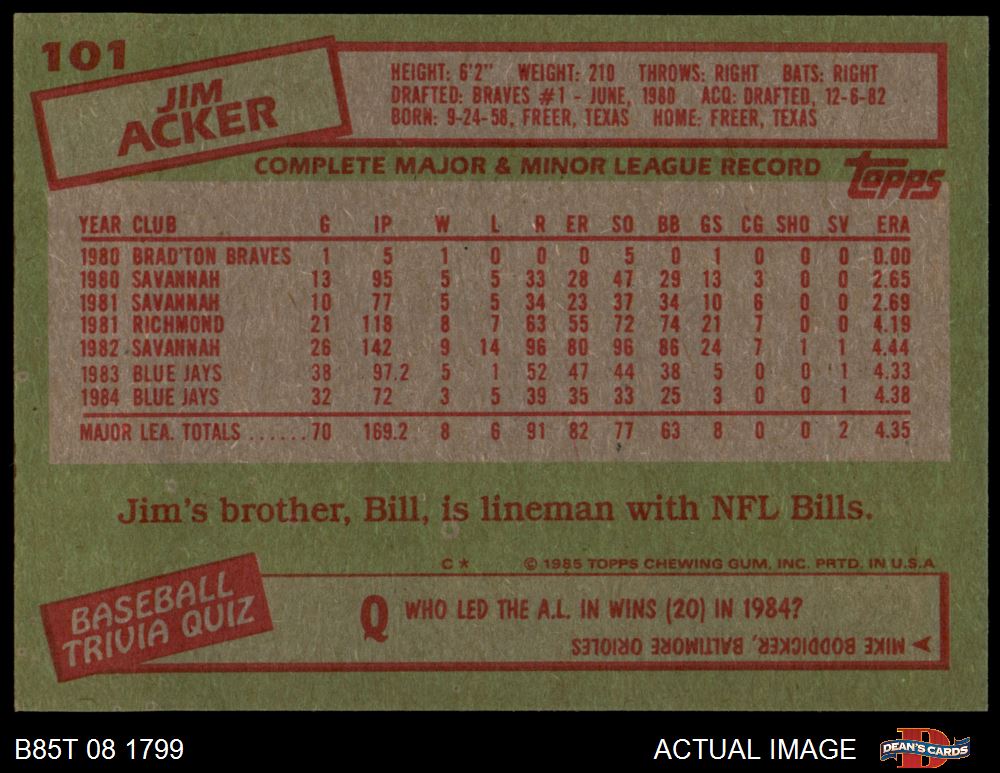 101
JIM
ACKER
HEIGHT: 6'2" WEIGHT: 210 THROWS: RIGHT BATS: RIGHT
DRAFTED: BRAVES #1 - JUNE, 1980 ACQ: DRAFTED, 12-6-82
BORN: 9-24-58, FREER, TEXAS HOME: FREER, TEXAS
COMPLETE MAJOR & MINOR LEAGUE RECORD
topps
YEAR CLUB G IP W L R ER SO BB GS CG SHO SV ERA
1980 BRAD'TON BRAVES 1 5 1 0 0 0 5 0 1 0 0 0 0.00
1980 SAVANNAH 13 95 5 5 33 28 47 29 13 3 0 0 2.65
1981 SAVANNAH 10 77 5 5 34 23 37 34 10 6 0 0 2.69
1981 RICHMOND 21 118 8 7 63 55 72 74 21 7 0 0 4.19
1982 SAVANNAH 26 142 9 14 96 80 96 86 24 7 1 1 4.44
1983 BLUE JAYS 38 97.2 5 1 52 47 44 38 5 0 0 1 4.33
1984 BLUE JAYS 32 72 3 5 39 35 33 25 3 0 0 1 4.38
MAJOR LEA. TOTALS ......70 169.2 8 6 91 82 77 63 8 0 0 2 4.35
Jim's brother, Bill, is lineman with NFL Bills.
C* © 1985 TOPPS CHEWING GUM, INC. PRTD. IN U.S.A.
BASEBALL
TRIVIA QUIZ
Q WHO LED THE A.L. IN WINS (20) IN 1984?
MIKE BODDICKER, BALTIMORE ORIOLES
B85T 08 1799
ACTUAL IMAGE
D
DEAN'S CARDS